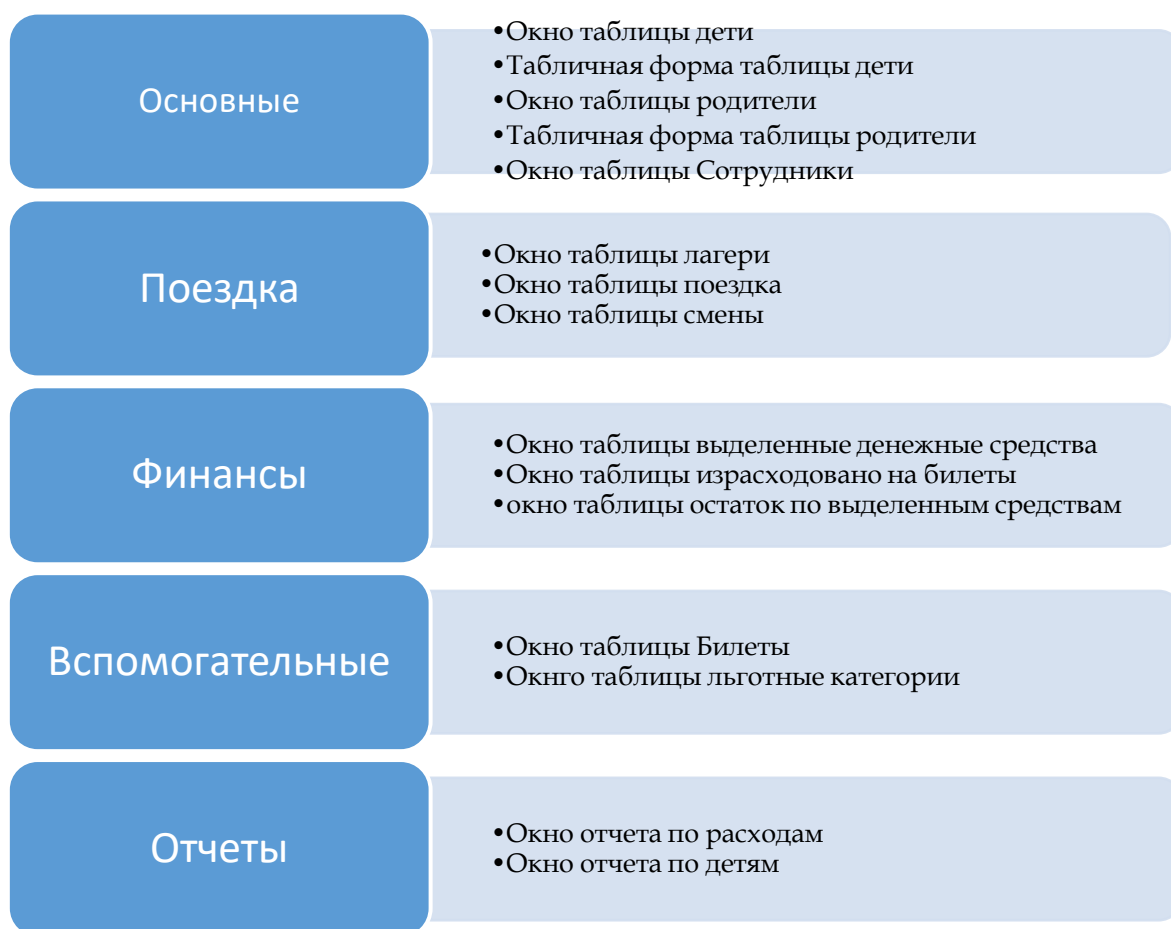 Основные
•Окно таблицы дети
•Табличная форма таблицы дети
•Окно таблицы родители
•Табличная форма таблицы родители
•Окно таблицы Сотрудники
Поездка
•Окно таблицы лагери
•Окно таблицы поездка
•Окно таблицы смены
Финансы
•Окно таблицы выделенные денежные средства
•Окно таблицы израсходовано на билеты
•окно таблицы остаток по выделенным средствам
Вспомогательные
•Окно таблицы Билеты
•Окнго таблицы льготные категории
Отчеты
•Окно отчета по расходам
•Окно отчета по детям